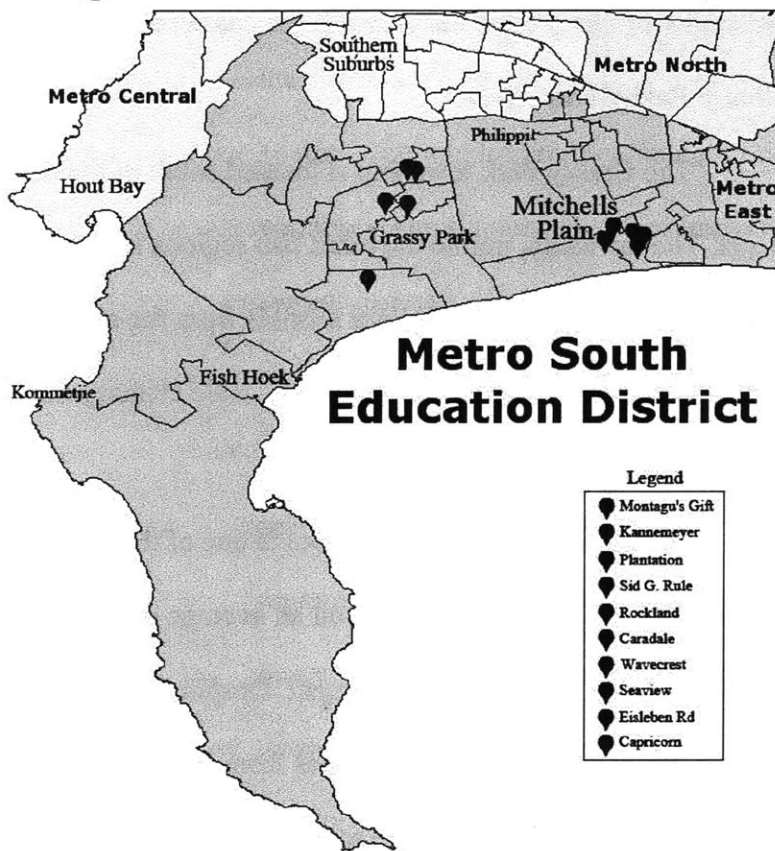 Southern
Suburbs
Metro North
Metro Central
Philippi
Hout Bay
Metro
East
Mitchells
Plain
Grassy Park
Metro South
Education District
Fish Hoek
Kommetjie
Legend
Montagu's Gift
Kannemeyer
Plantation
Sid G. Rule
Rockland
Caradale
Wavecrest
Seaview
Eisleben Rd
Capricorn